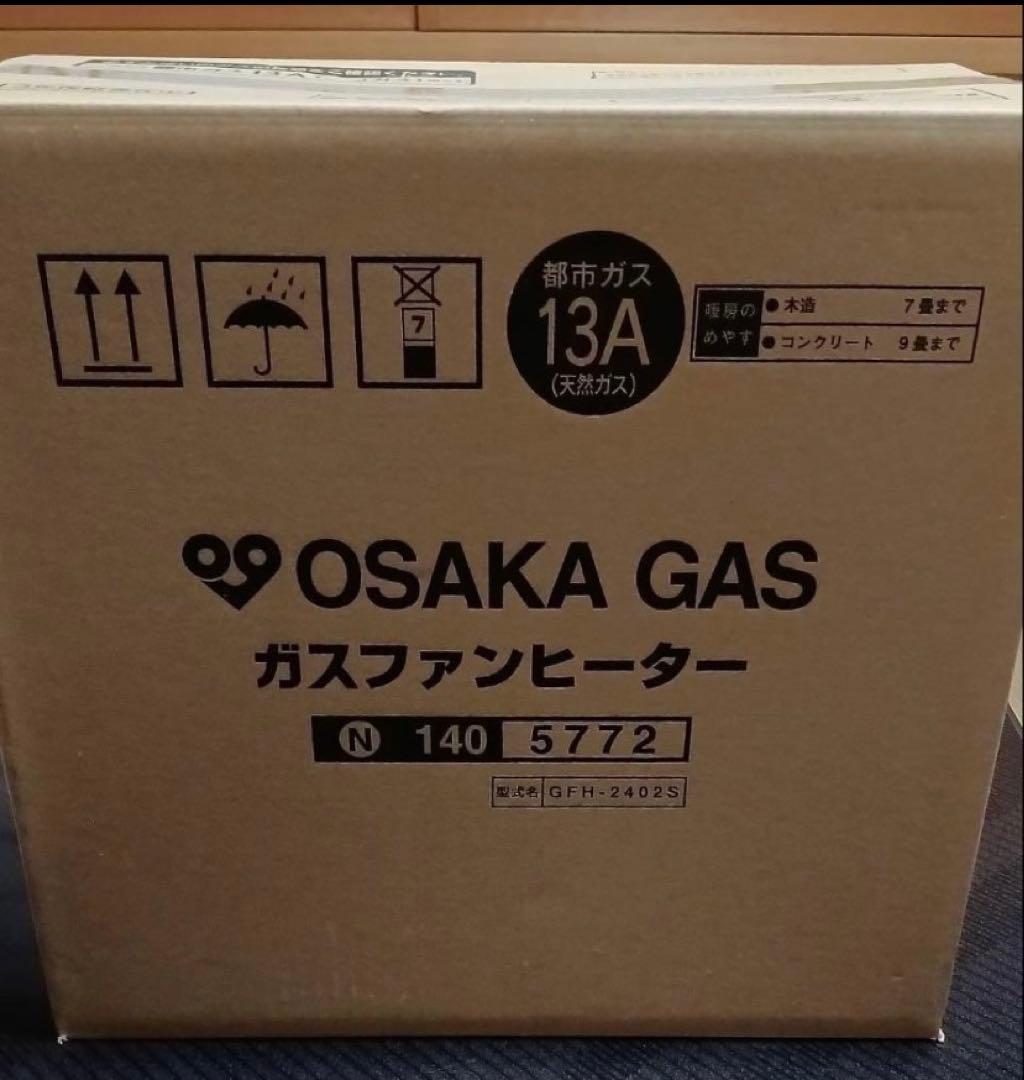 7
都市ガス
13A
(天然ガス)
暖房のめやす
●木造 7畳まで
●コンクリート 9畳まで
OSAKA GAS
ガスファンヒーター
N 140 5772
型式名 GFH-2402S